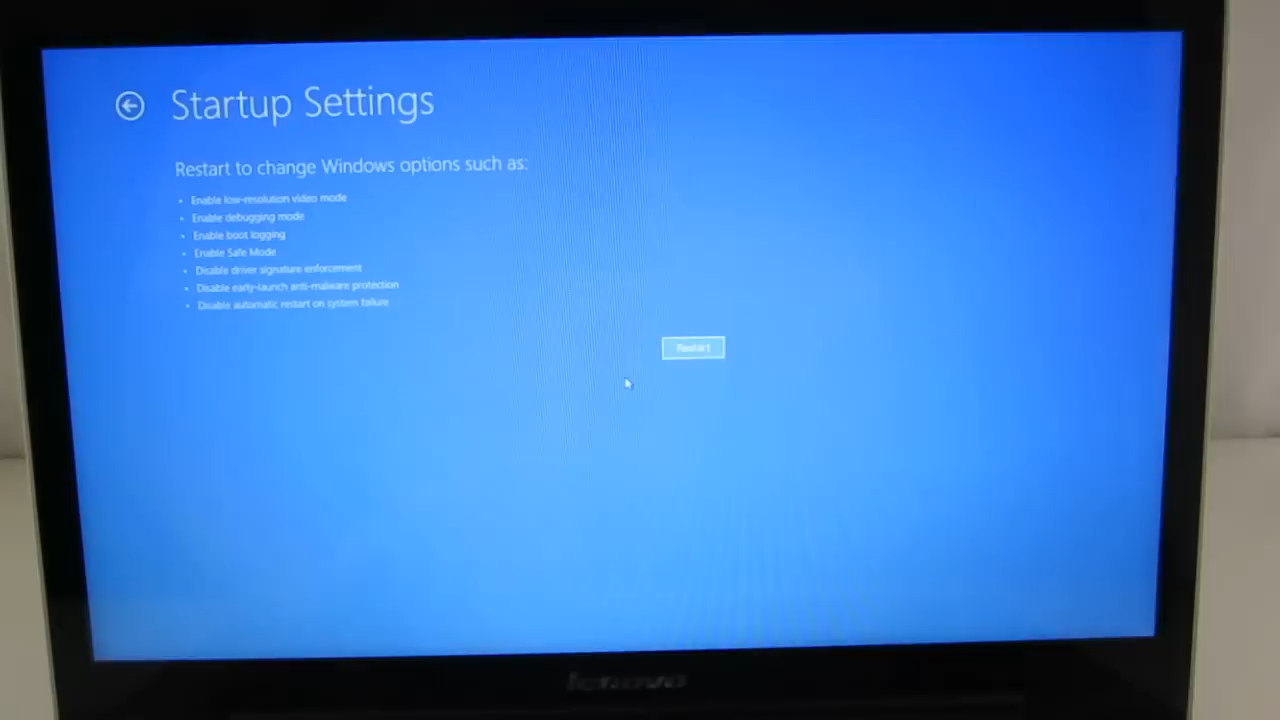 Startup Settings
Restart to change Windows options such as:
• Enable low-resolution video mode
• Enable debugging mode
• Enable boot logging
• Enable Safe Mode
• Disable driver signature enforcement
• Disable early-launch anti-malware protection
• Disable automatic restart on system failure
Restart
lenovo